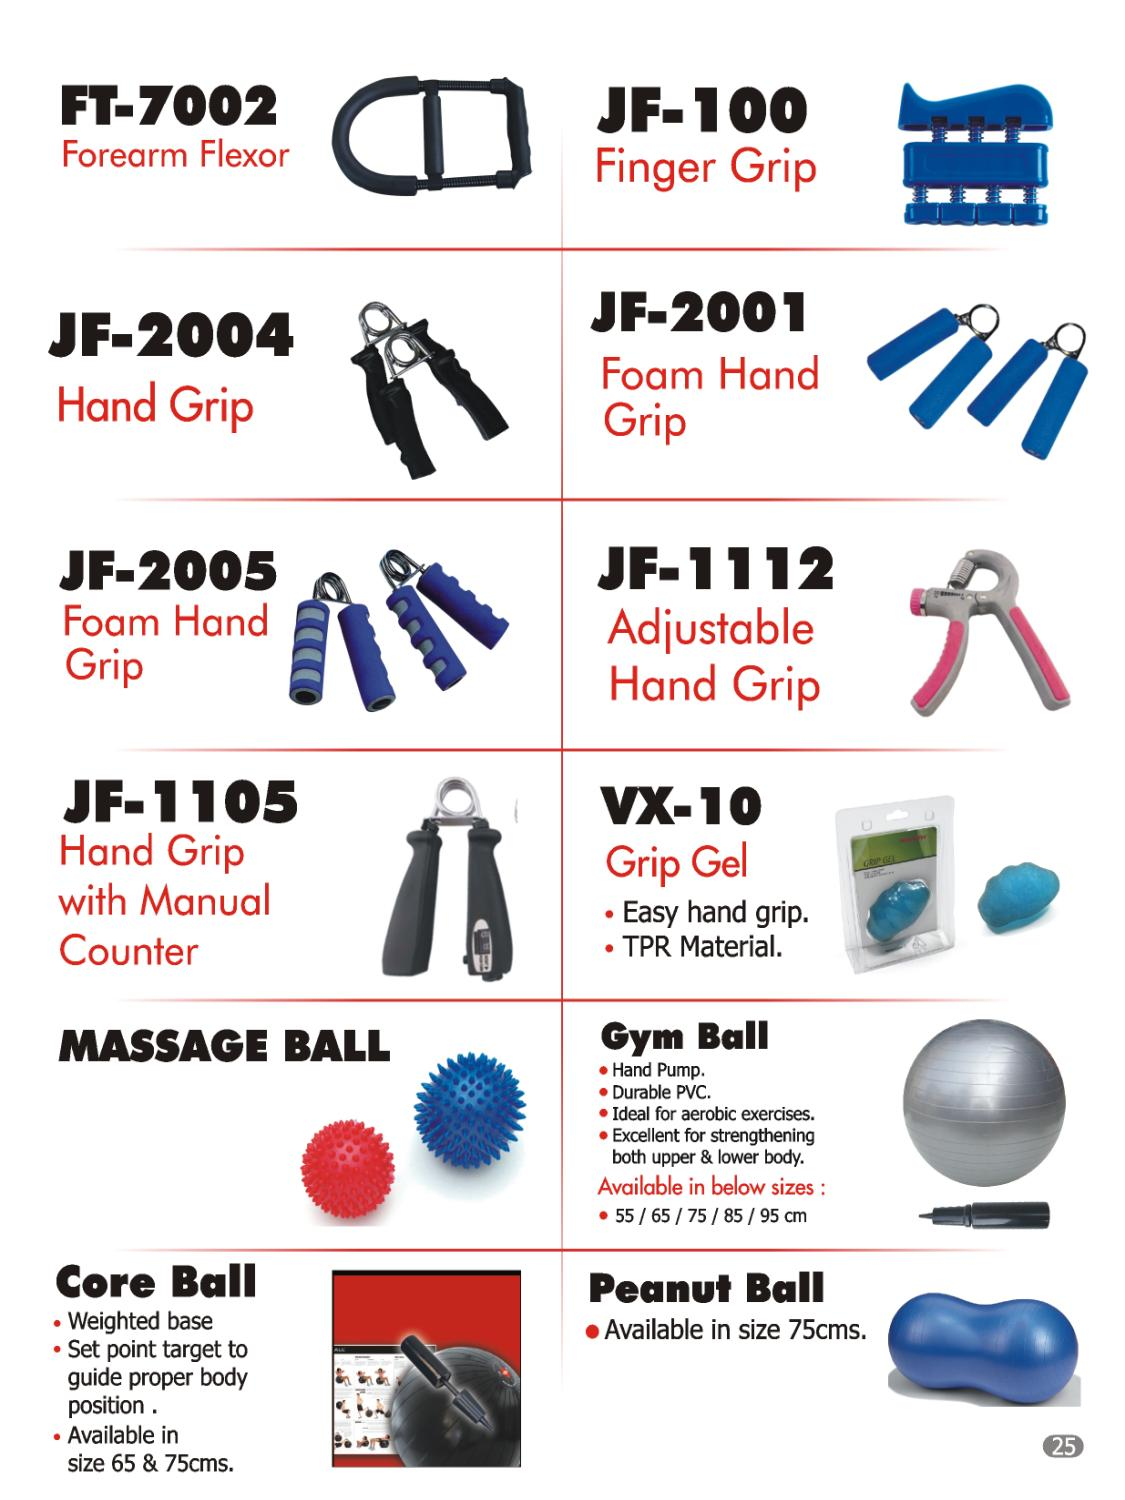 FT-7002
Forearm Flexor
JF-100
Finger Grip
JF-2004
Hand Grip
JF-2001
Foam Hand
Grip
JF-2005
Foam Hand
Grip
JF-1112
Adjustable
Hand Grip
JF-1105
Hand Grip
with Manual
Counter
VX-10
Grip Gel
• Easy hand grip.
• TPR Material.
GRIP GEL
MASSAGE BALL
Gym Ball
• Hand Pump.
• Durable PVC.
• Ideal for aerobic exercises.
• Excellent for strengthening
both upper & lower body.
Available in below sizes :
• 55 / 65 / 75 / 85 / 95 cm
Core Ball
• Weighted base
• Set point target to
guide proper body
position .
• Available in
size 65 & 75cms.
Peanut Ball
• Available in size 75cms.
25